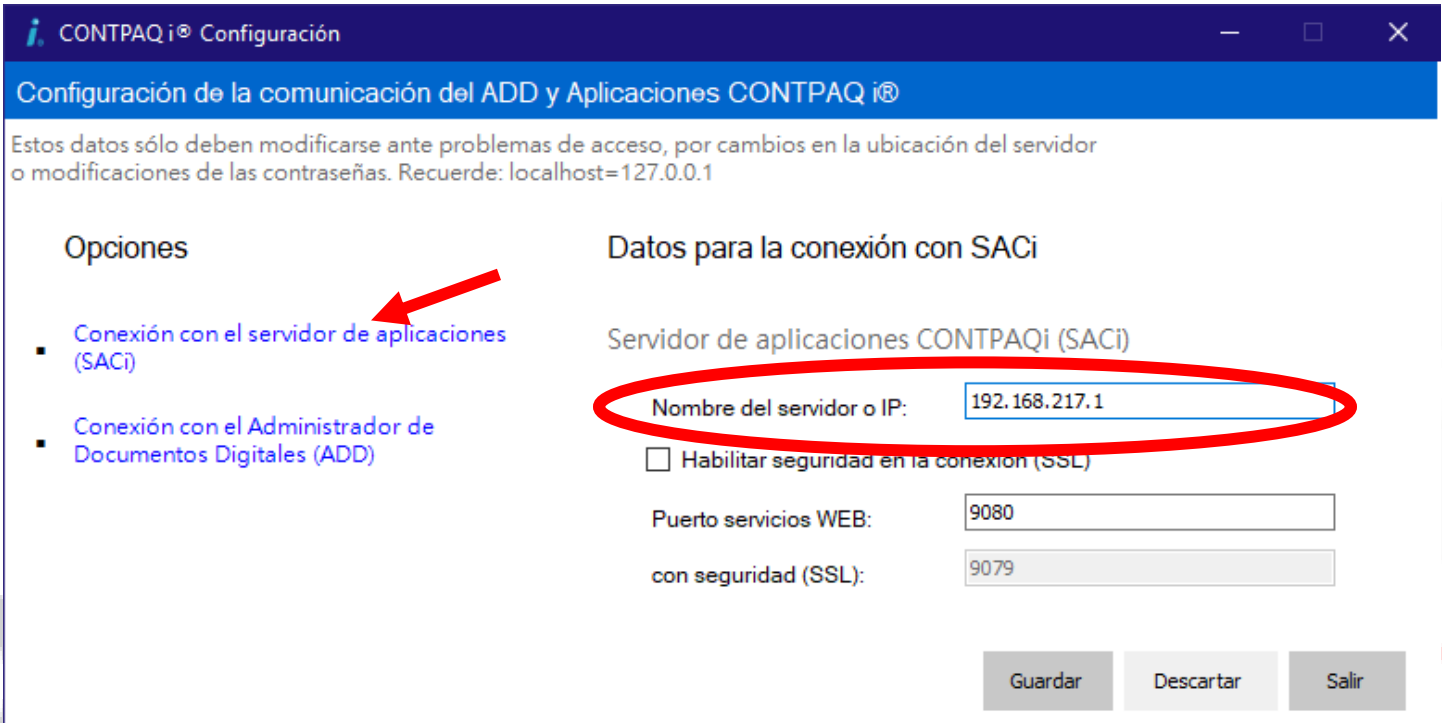 CONTPAQ i® Configuración
Configuración de la comunicación del ADD y Aplicaciones CONTPAQ i®
Estos datos sólo deben modificarse ante problemas de acceso, por cambios en la ubicación del servidor
o modificaciones de las contraseñas. Recuerde: localhost=127.0.0.1
Opciones
Conexión con el servidor de aplicaciones
(SACi)
Conexión con el Administrador de
Documentos Digitales (ADD)
Datos para la conexión con SACi
Servidor de aplicaciones CONTPAQi (SACi)
Nombre del servidor o IP: 192.168.217.1
Habilitar seguridad en la conexión (SSL)
Puerto servicios WEB: 9080
con seguridad (SSL): 9079
Guardar Descartar Salir